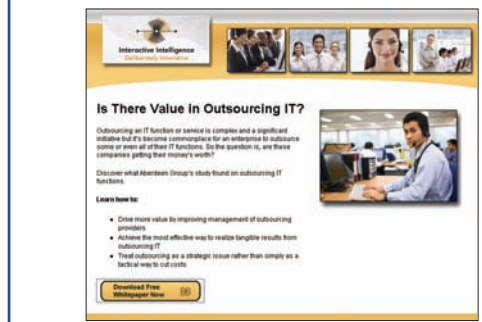 Interactive Intelligence
Deliberately Innovative
Is There Value in Outsourcing IT?
Outsourcing an IT function or service is complex and a significant
initiative but it's become commonplace for an enterprise to outsource
some or even all of their IT functions. So the question is, are these
companies getting their money's worth?
Discover what Aberdeen Group's study found on outsourcing IT
functions.
Learn how to:
Drive more value by improving management of outsourcing
providers
Achieve the most effective way to realize tangible results from
outsourcing IT
Treat outsourcing as a strategic issue rather than simply as a
tactical way to cut costs
Download Free
Whitepaper Now